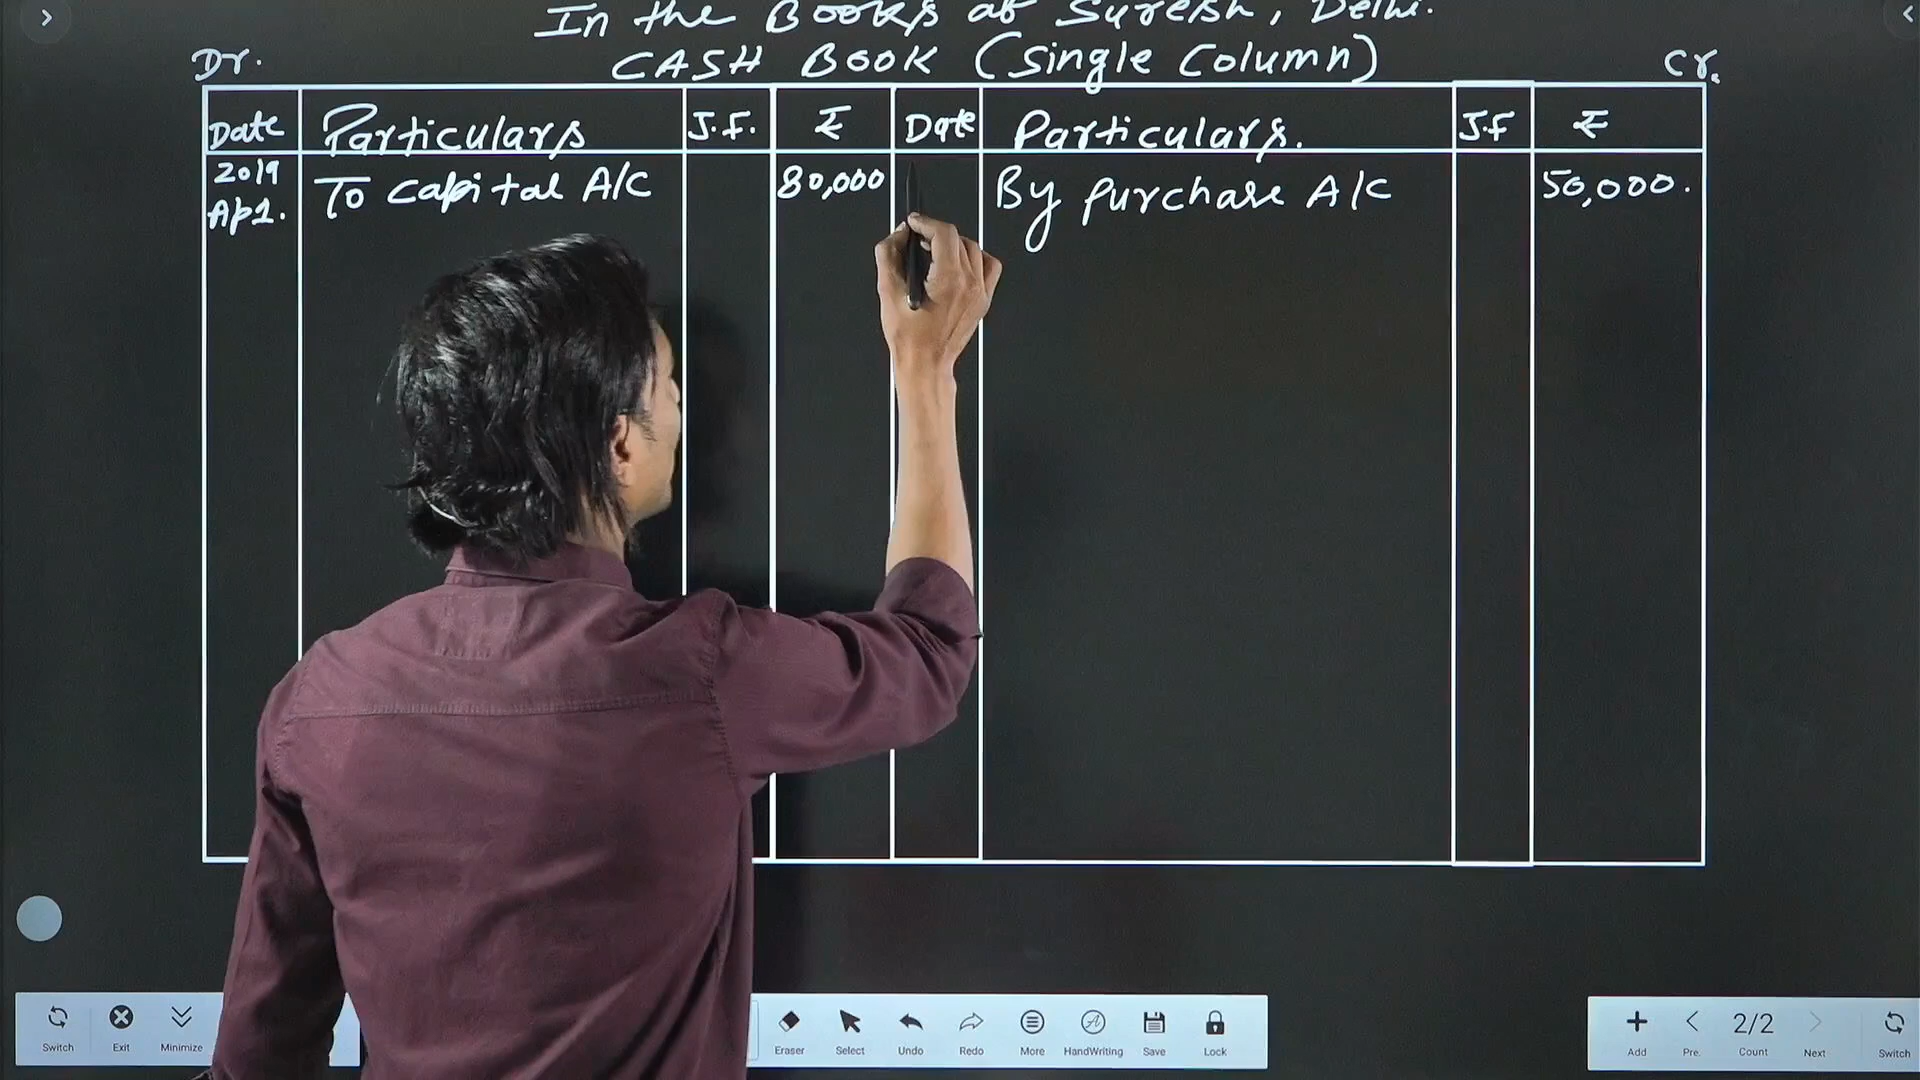 In the Books of Suresh, Delhi.
Dr. CASH BOOK (Single Column) Cr.
Date Particulars J.F. ₹ Date Particulars. J.F ₹
2019
Ap1. To Capital A/C 80,000 By purchase A/C 50,000.
Switch Exit Minimize Eraser Select Undo Redo More HandWriting Save Lock Add Pre. 2/2 Count Next Switch